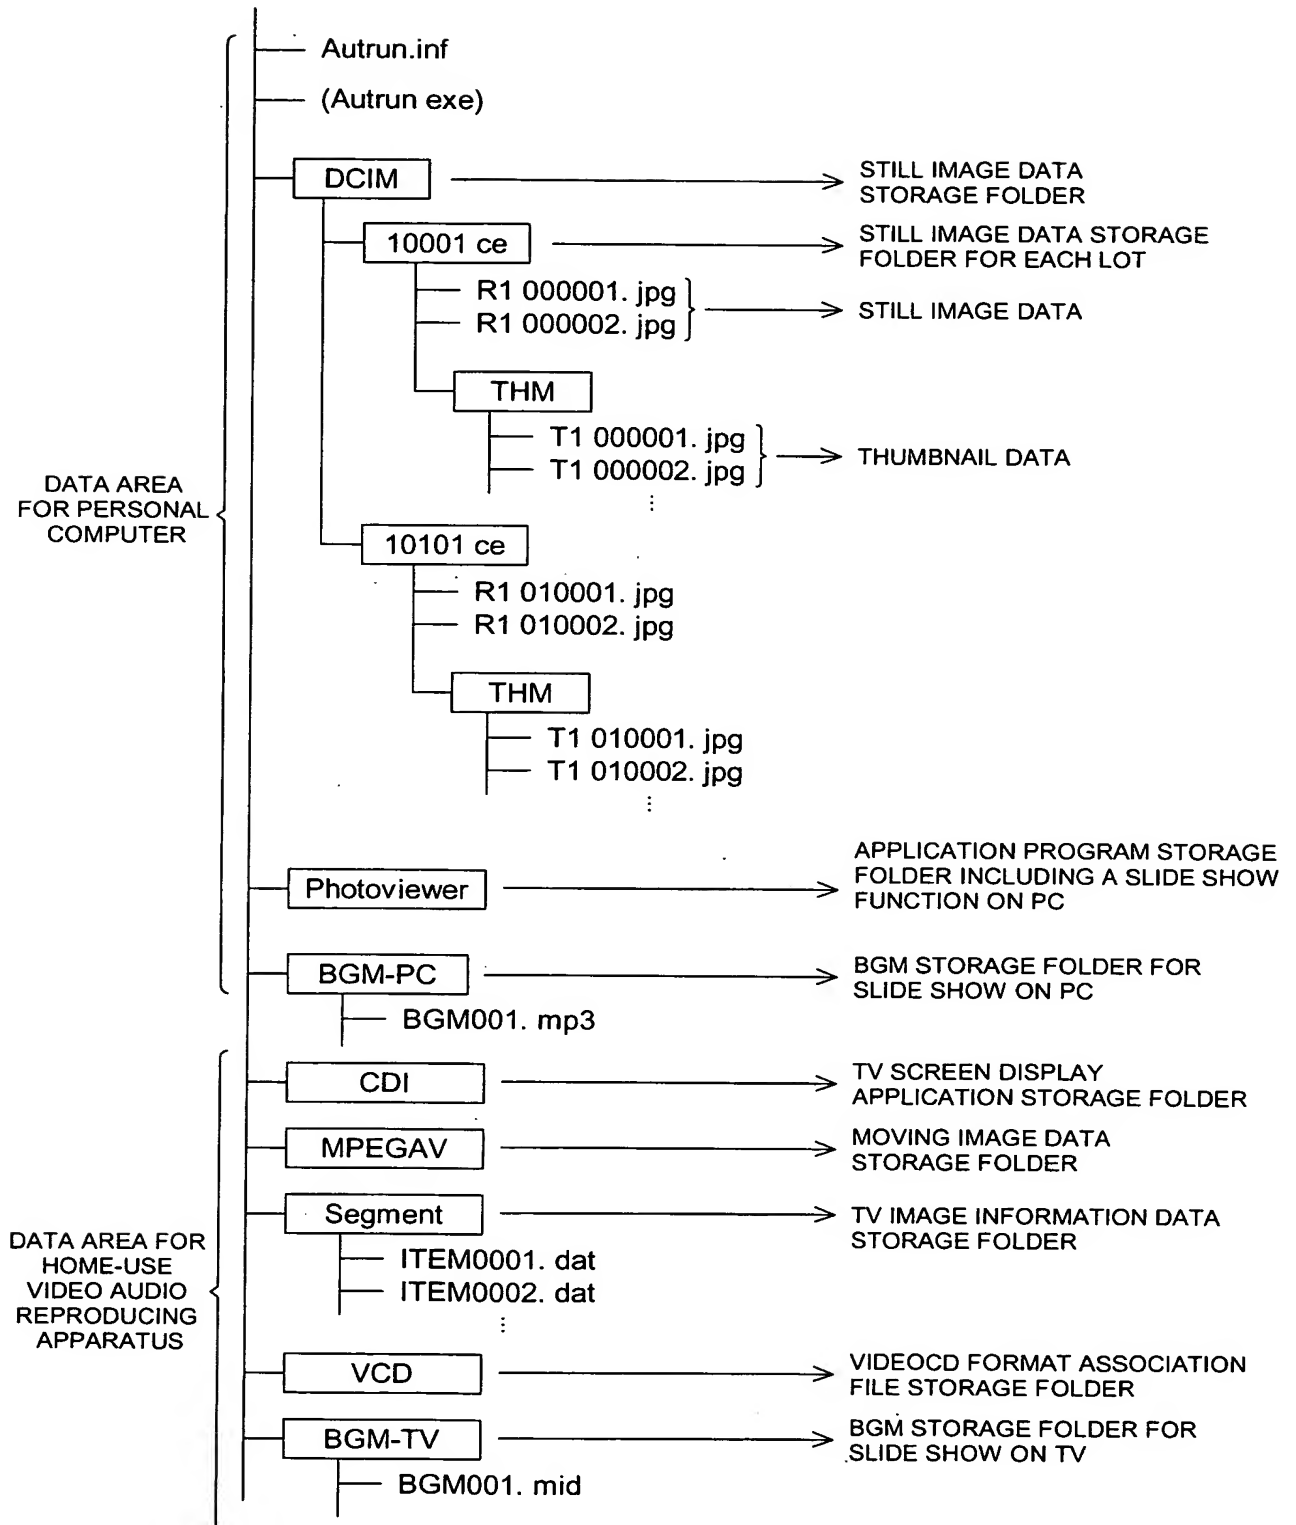 Autrun.inf
(Autrun exe)
DCIM
STILL IMAGE DATA
STORAGE FOLDER
10001 ce
STILL IMAGE DATA STORAGE
FOLDER FOR EACH LOT
R1 000001. jpg
R1 000002. jpg
STILL IMAGE DATA
THM
T1 000001. jpg
T1 000002. jpg
THUMBNAIL DATA
DATA AREA
FOR PERSONAL
COMPUTER
10101 ce
R1 010001. jpg
R1 010002. jpg
THM
T1 010001. jpg
T1 010002. jpg
Photoviewer
APPLICATION PROGRAM STORAGE
FOLDER INCLUDING A SLIDE SHOW
FUNCTION ON PC
BGM-PC
BGM STORAGE FOLDER FOR
SLIDE SHOW ON PC
BGM001. mp3
CDI
TV SCREEN DISPLAY
APPLICATION STORAGE FOLDER
MPEGAV
MOVING IMAGE DATA
STORAGE FOLDER
Segment
TV IMAGE INFORMATION DATA
STORAGE FOLDER
ITEM0001. dat
ITEM0002. dat
DATA AREA FOR
HOME-USE
VIDEO AUDIO
REPRODUCING
APPARATUS
VCD
VIDEOCD FORMAT ASSOCIATION
FILE STORAGE FOLDER
BGM-TV
BGM STORAGE FOLDER FOR
SLIDE SHOW ON TV
BGM001. mid